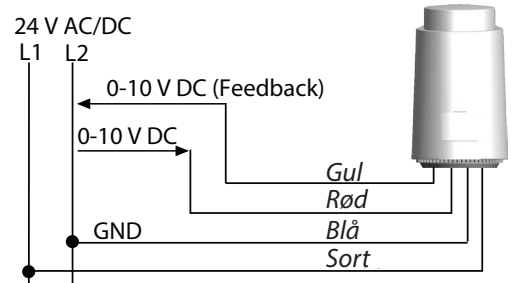 24 V AC/DC
L1 L2
0-10 V DC (Feedback)
0-10 V DC
Gul
Rød
GND Blå
Sort